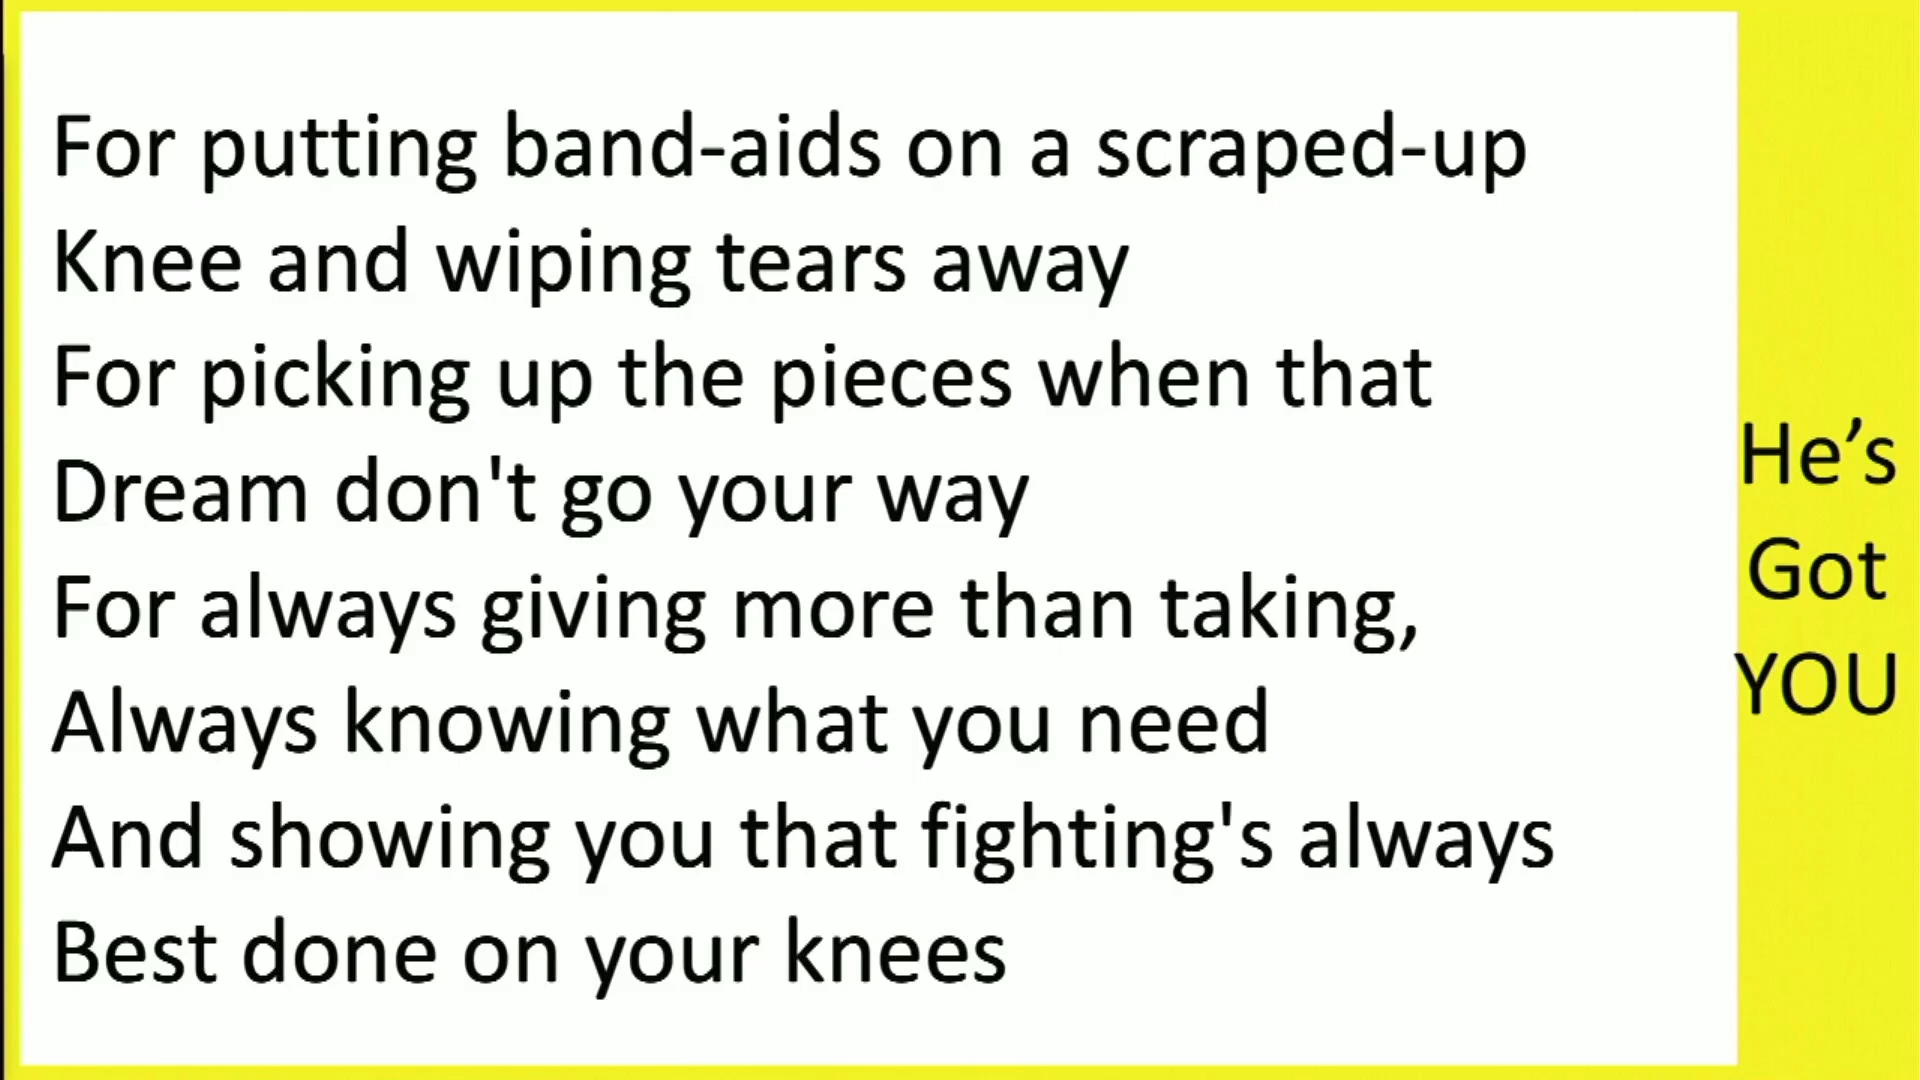 For putting band-aids on a scraped-up
Knee and wiping tears away
For picking up the pieces when that
Dream don't go your way
For always giving more than taking,
Always knowing what you need
And showing you that fighting's always
Best done on your knees
He’s
Got
YOU